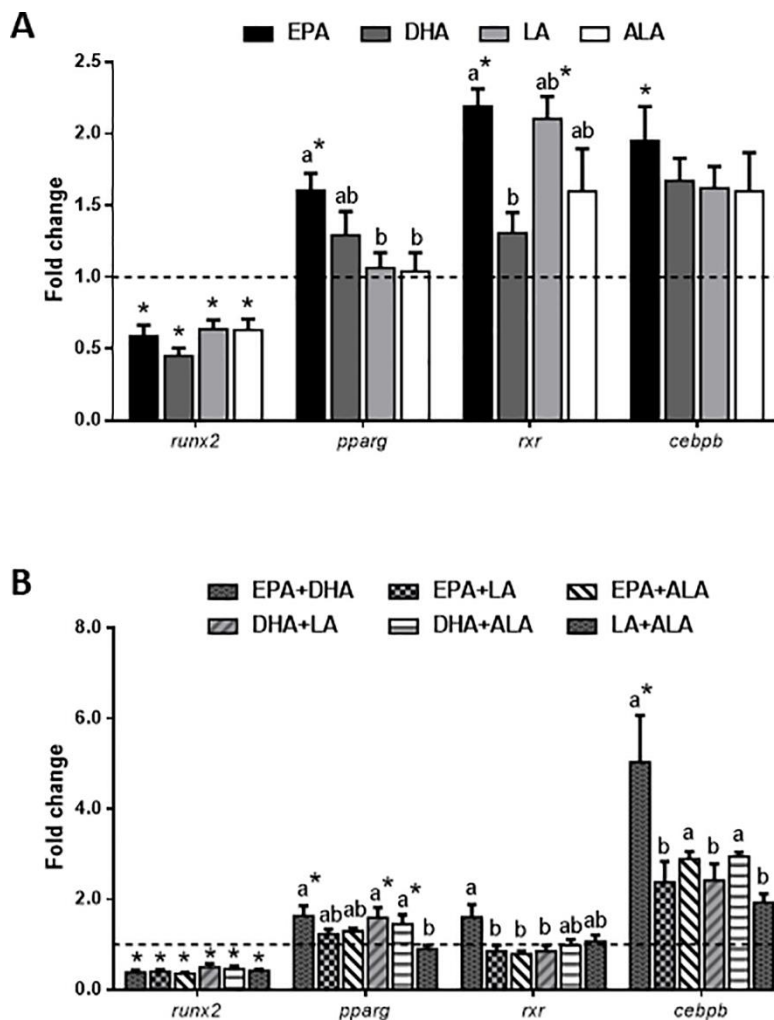 A
EPA DHA LA ALA
Fold change
2.5
2.0
1.5
1.0
0.5
0.0
* * * *
a* ab b b
a* b ab* ab
*
runx2 pparg rxr cebpb
B
EPA+DHA EPA+LA EPA+ALA
DHA+LA DHA+ALA LA+ALA
Fold change
8.0
6.0
4.0
2.0
0.0
* * * * * *
a* ab ab a* a* b
a b b b ab ab
a* b a b a b
runx2 pparg rxr cebpb